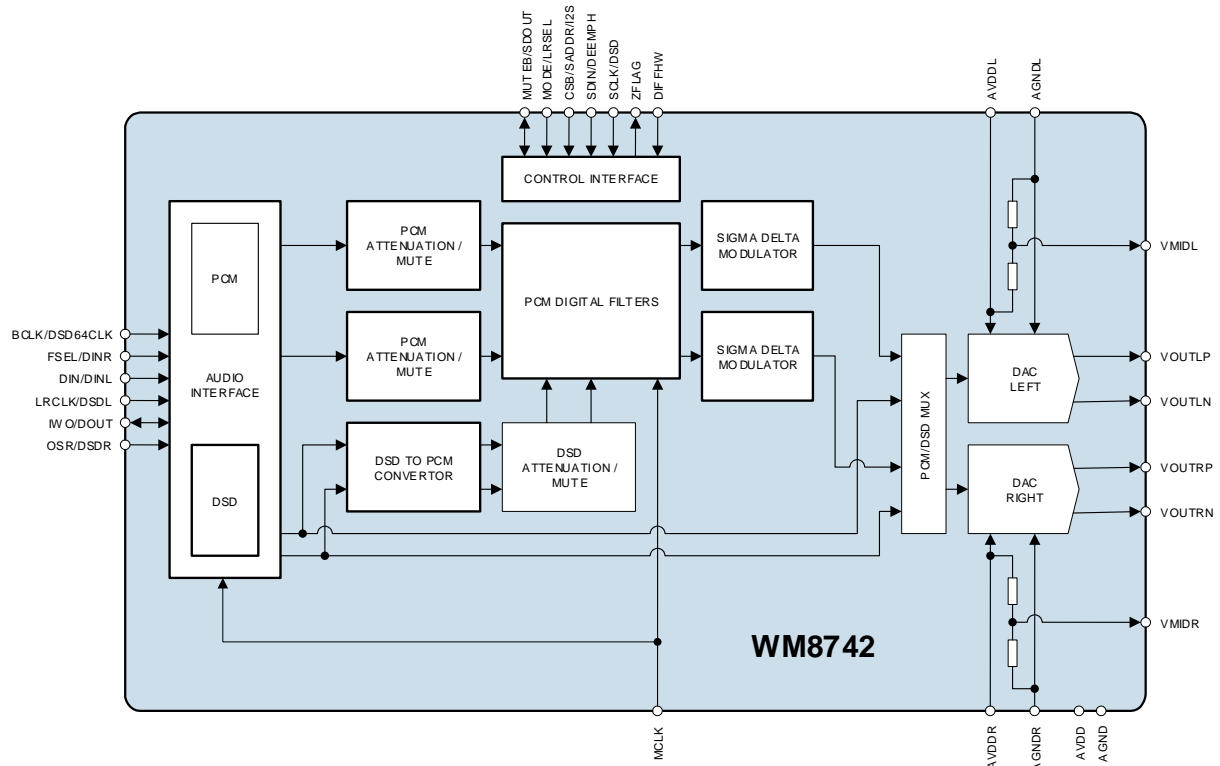 MUTEB/SDOUT
MODE/LRSEL
CSB/SADDR/I2S
SDIN/DEEMPH
SCLK/DSD
ZFLAG
DIFFHW
AVDDL
AGNDL
CONTROL INTERFACE
PCM
PCM
ATTENUATION /
MUTE
PCM DIGITAL FILTERS
SIGMA DELTA
MODULATOR
VMIDL
BCLK/DSD64CLK
FSEL/DINR
DIN/DINL
LRCLK/DSDL
IWO/DOUT
OSR/DSDR
AUDIO
INTERFACE
PCM
ATTENUATION /
MUTE
SIGMA DELTA
MODULATOR
PCM/DSD MUX
DAC
LEFT
VOUTLP
VOUTLN
DSD
DSD TO PCM
CONVERTOR
DSD
ATTENUATION /
MUTE
DAC
RIGHT
VOUTRP
VOUTRN
WM8742
VMIDR
MCLK
AVDDR
AGNDR
AVDD
AGND